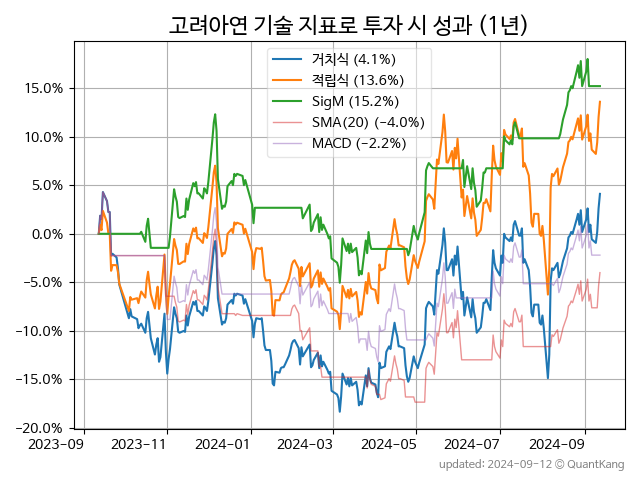 고려아연 기술 지표로 투자 시 성과 (1년)
거치식 (4.1%)
적립식 (13.6%)
SigM (15.2%)
SMA(20) (−4.0%)
MACD (−2.2%)
15.0%
10.0%
5.0%
0.0%
−5.0%
−10.0%
−15.0%
−20.0%
2023-09 2023-11 2024-01 2024-03 2024-05 2024-07 2024-09
updated: 2024-09-12 ⓒ QuantKang